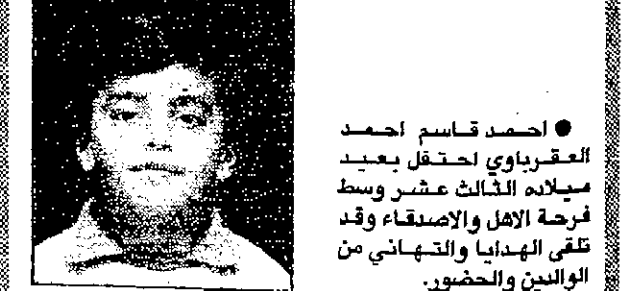 ● احمد قاسم احمد
العقرباوي احتفل بعيد
ميلاده الثالث عشر وسط
فرحة الاهل والاصدقاء وقد
تلقى الهدايا والتهاني من
الوالدين والحضور.